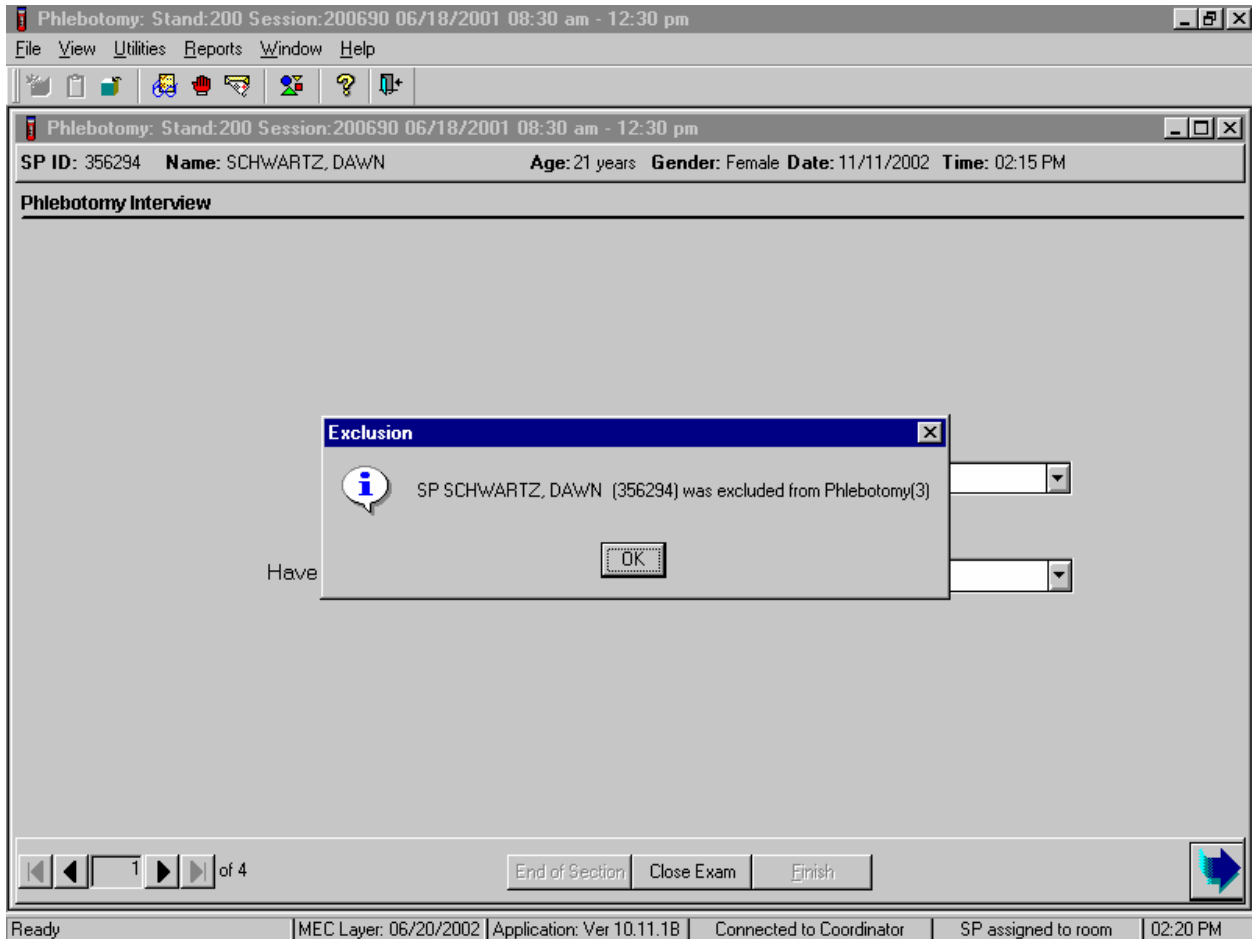 Phlebotomy: Stand:200 Session:200690 06/18/2001 08:30 am - 12:30 pm
File View Utilities Reports Window Help
Phlebotomy: Stand:200 Session:200690 06/18/2001 08:30 am - 12:30 pm
SP ID: 356294 Name: SCHWARTZ, DAWN Age: 21 years Gender: Female Date: 11/11/2002 Time: 02:15 PM
Phlebotomy Interview
Exclusion
SP SCHWARTZ, DAWN (356294) was excluded from Phlebotomy(3)
OK
Have
1 of 4 End of Section Close Exam Finish
Ready MEC Layer: 06/20/2002 Application: Ver 10.11.1B Connected to Coordinator SP assigned to room 02:20 PM